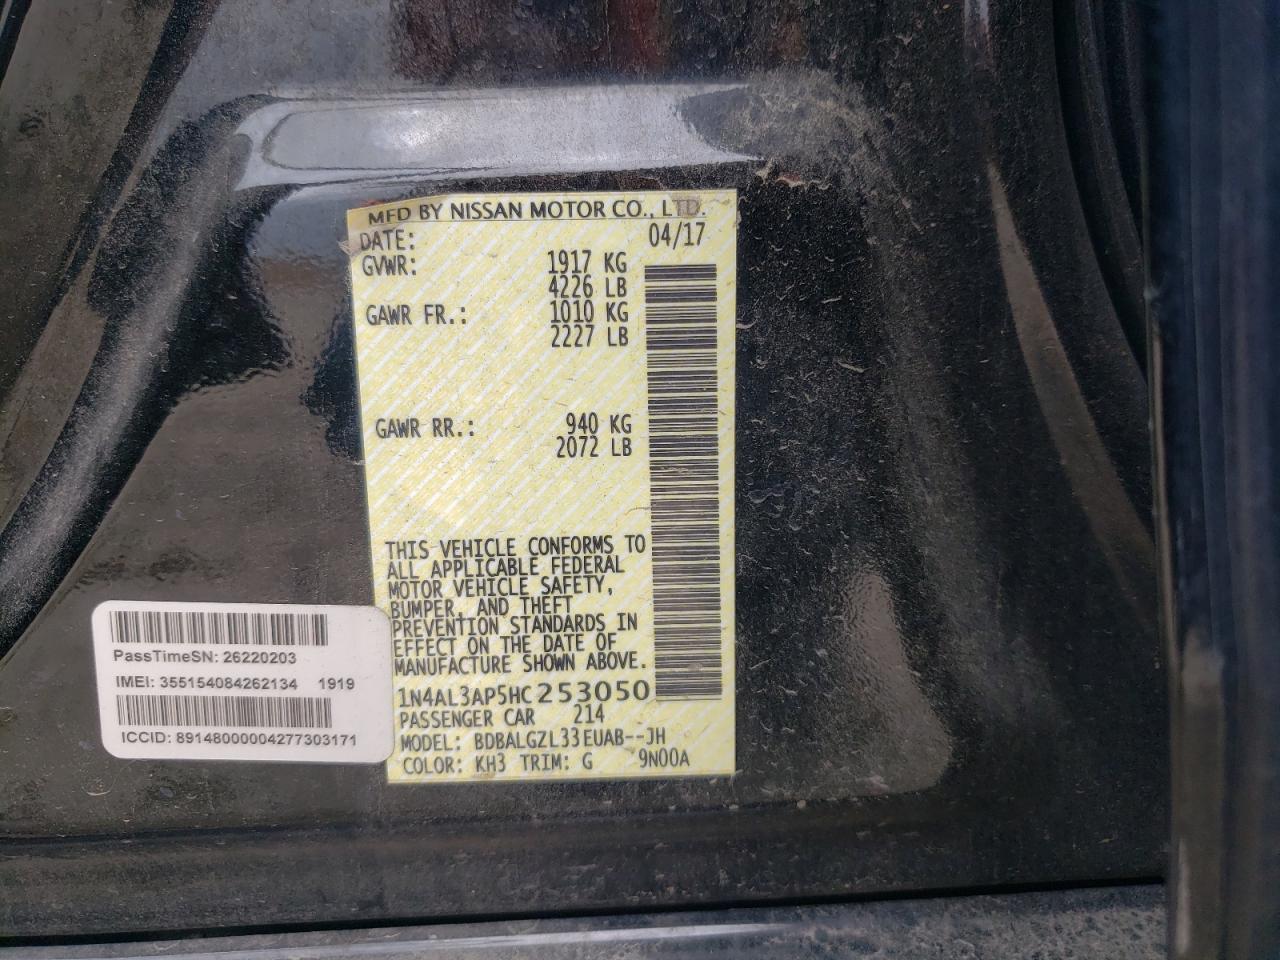 MFD BY NISSAN MOTOR CO., LTD.
DATE: 04/17
GVWR: 1917 KG
4226 LB
GAWR FR.: 1010 KG
2227 LB
GAWR RR.: 940 KG
2072 LB
THIS VEHICLE CONFORMS TO
ALL APPLICABLE FEDERAL
MOTOR VEHICLE SAFETY,
BUMPER, AND THEFT
PREVENTION STANDARDS IN
EFFECT ON THE DATE OF
MANUFACTURE SHOWN ABOVE.
1N4AL3AP5HC253050
PASSENGER CAR 214
MODEL: BDBALGZL33EUAB--JH
COLOR: KH3 TRIM: G 9N00A
PassTimeSN: 26220203
IMEI: 355154084262134 1919
ICCID: 89148000004277303171